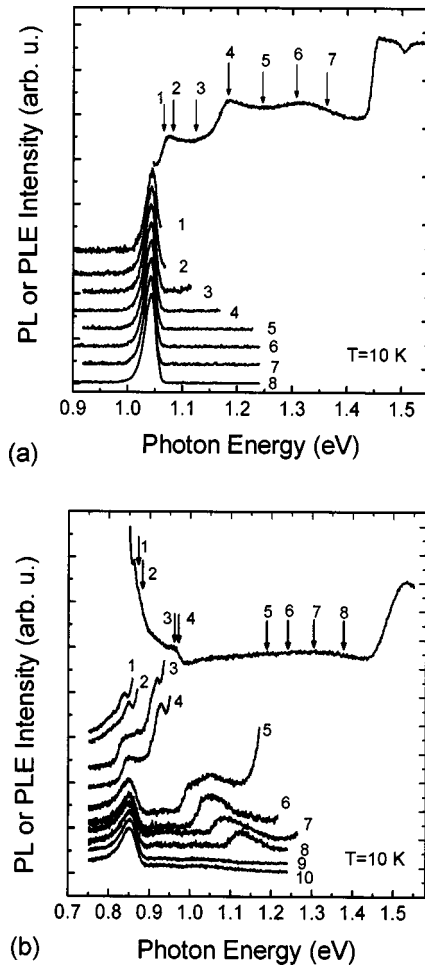 PL or PLE Intensity (arb. u.)
1
2
3
4
5
6
7
1
2
3
4
5
6
7
8
T=10 K
0.9 1.0 1.1 1.2 1.3 1.4 1.5
Photon Energy (eV)
(a)
PL or PLE Intensity (arb. u.)
1
2
3 4
5 6 7 8
1
2
3
4
5
6
7
8
9
10
T=10 K
0.7 0.8 0.9 1.0 1.1 1.2 1.3 1.4 1.5
Photon Energy (eV)
(b)